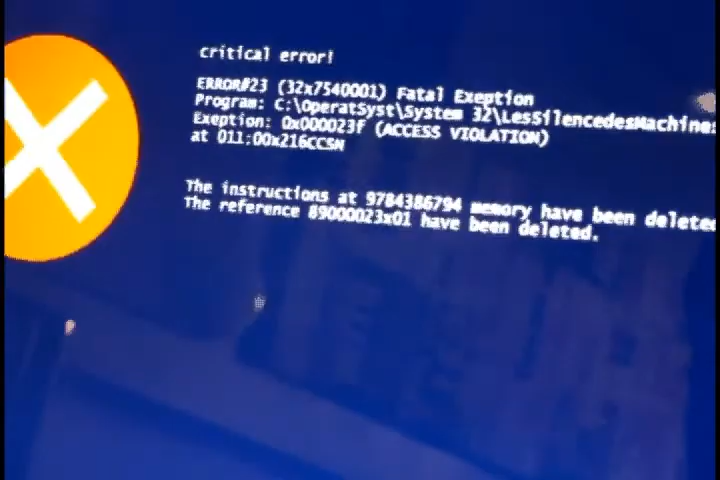 critical error!
ERROR#23 (32x7540001) Fatal Exeption
Program: C:\OperatSyst\System 32\LesSilencedesMachine
Exeption: 0x000023f (ACCESS VIOLATION)
at 011:00x216CCSN
The instructions at 9784386794 memory have been deleted
The reference 89000023x01 have been deleted.